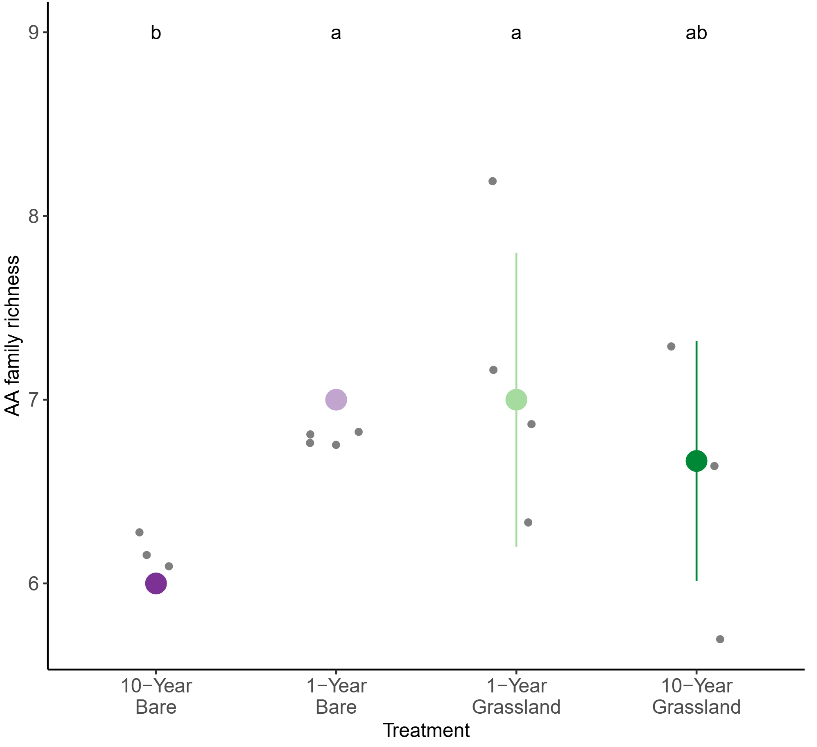 AA family richness
9
8
7
6
b a a ab
10−Year 1−Year 1−Year 10−Year
Bare Bare Grassland Grassland
Treatment